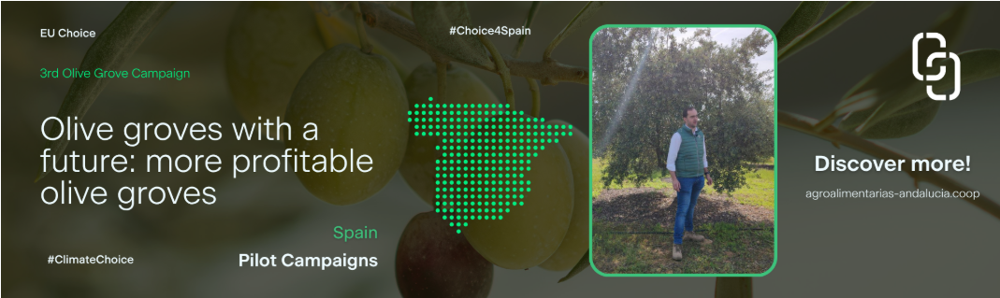 EU Choice
#Choice4Spain
3rd Olive Grove Campaign
Olive groves with a
future: more profitable
olive groves
Discover more!
agroalimentarias-andalucia.coop
Spain
#ClimateChoice
Pilot Campaigns